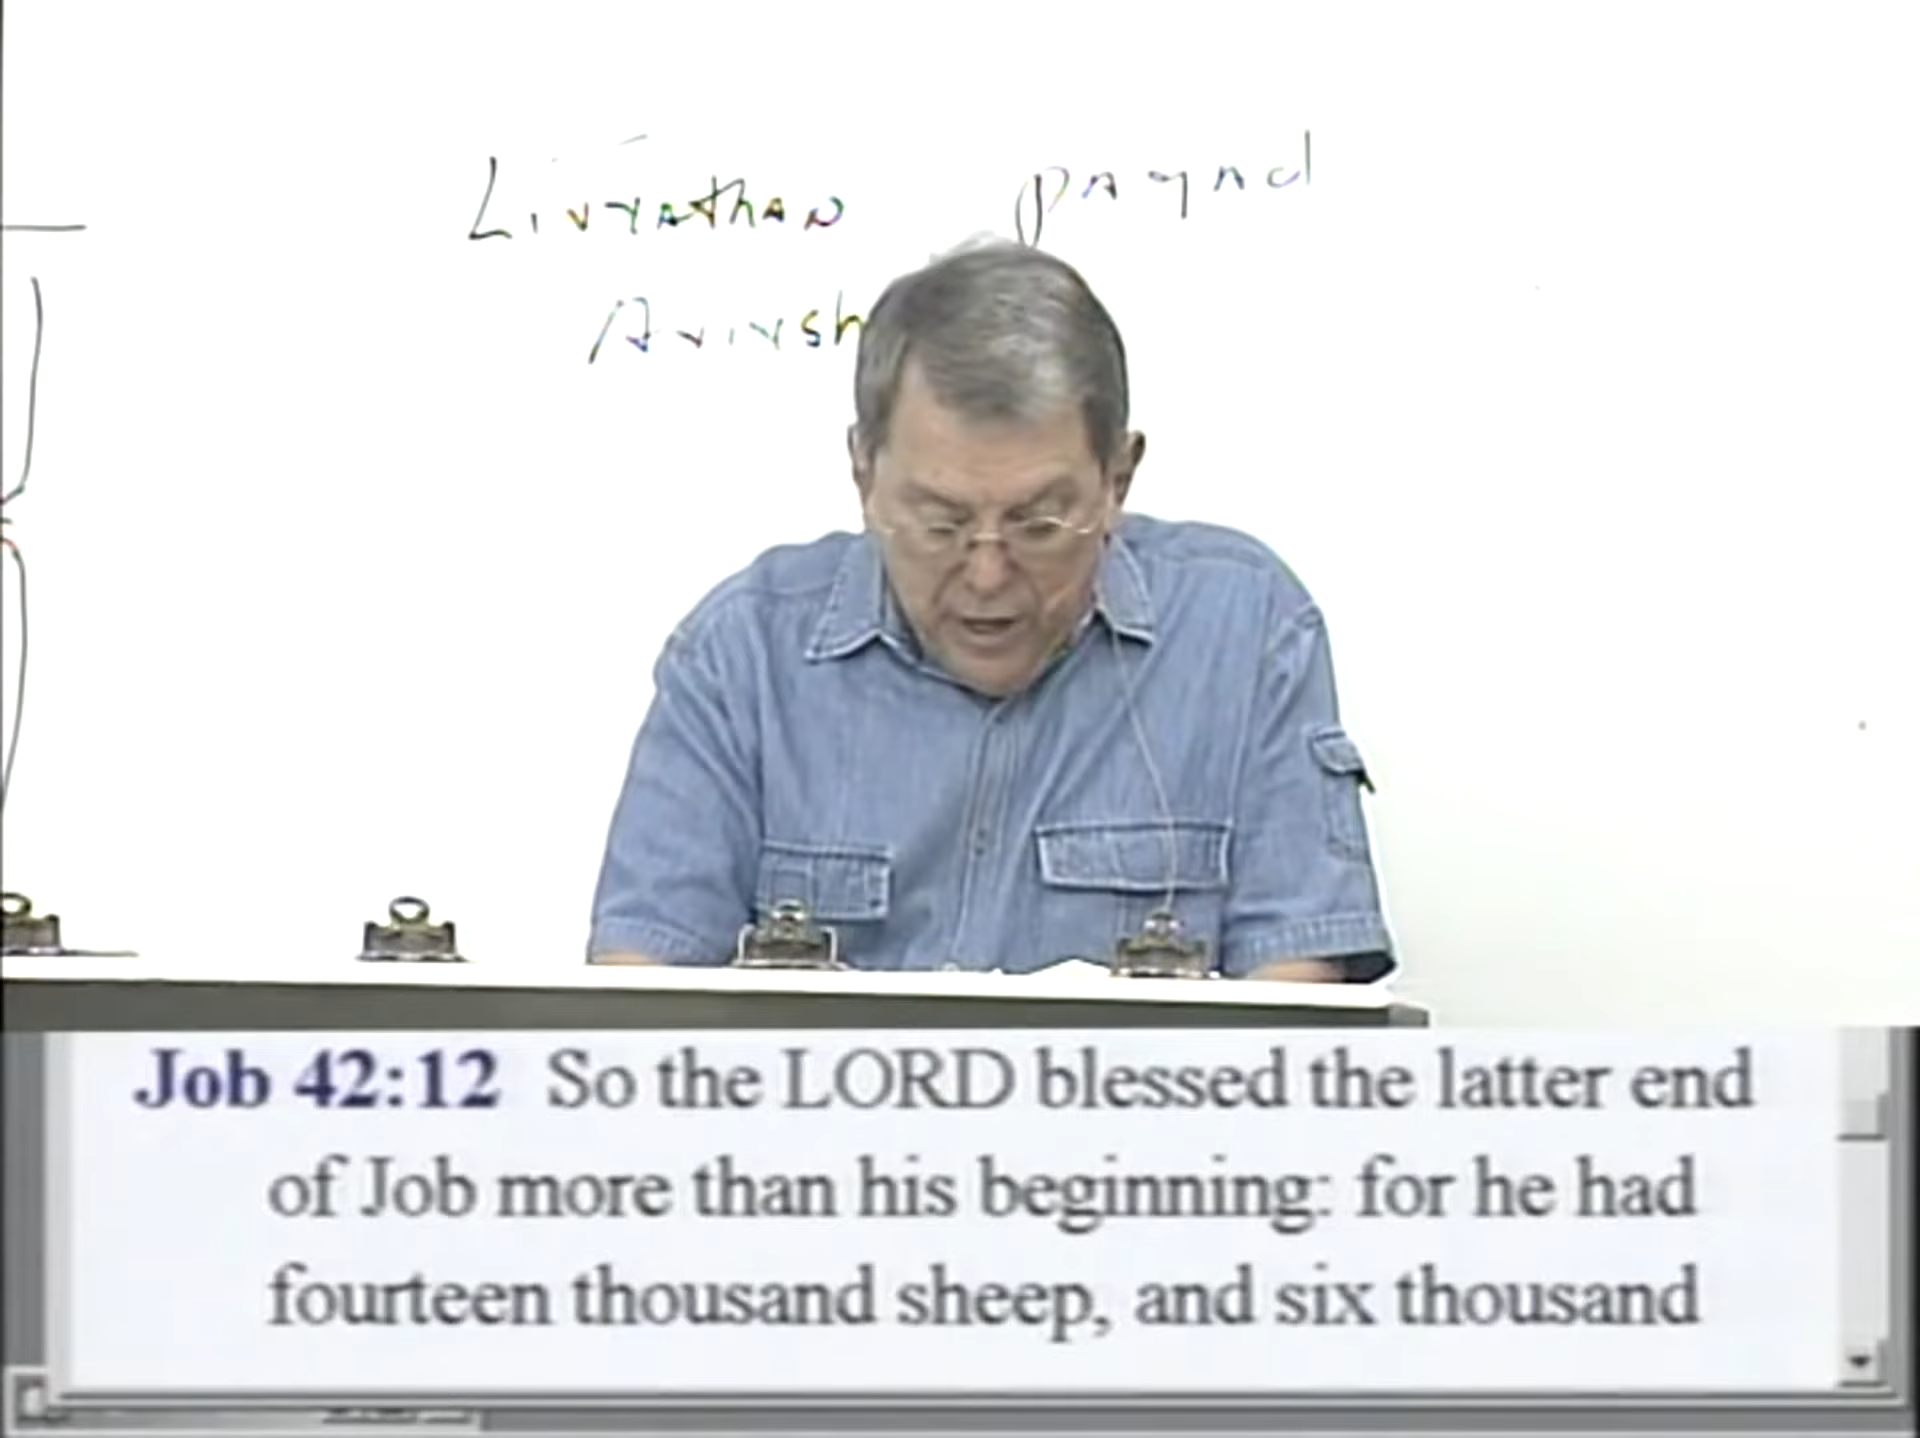 Livyathan paqad
Job 42:12 So the LORD blessed the latter end
of Job more than his beginning: for he had
fourteen thousand sheep, and six thousand